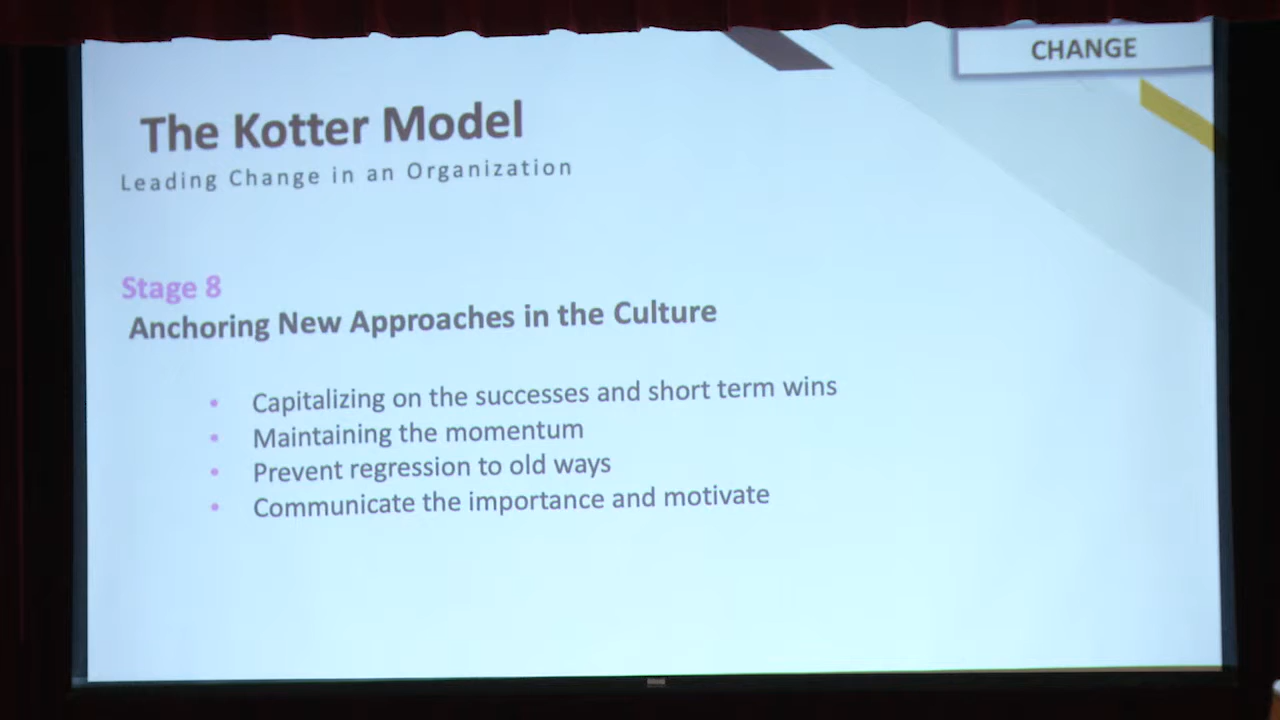 CHANGE
The Kotter Model
Leading Change in an Organization
Stage 8
Anchoring New Approaches in the Culture
• Capitalizing on the successes and short term wins
• Maintaining the momentum
• Prevent regression to old ways
• Communicate the importance and motivate